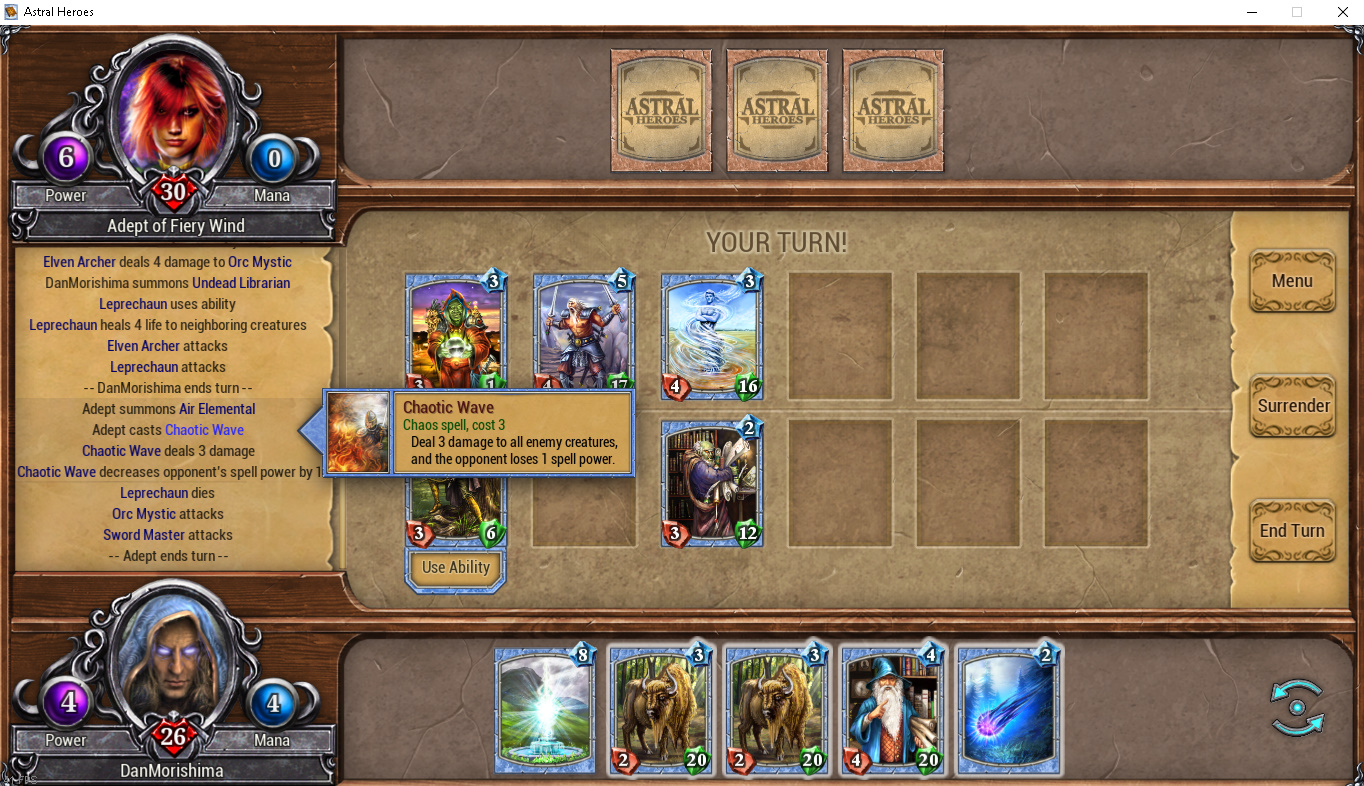 Astral Heroes
6
0
30
Power
Mana
Adept of Fiery Wind
ASTRAL
HEROES
ASTRAL
HEROES
ASTRAL
HEROES
Elven Archer deals 4 damage to Orc Mystic
DanMorishima summons Undead Librarian
Leprechaun uses ability
Leprechaun heals 4 life to neighboring creatures
Elven Archer attacks
Leprechaun attacks
-- DanMorishima ends turn --
Adept summons Air Elemental
Adept casts Chaotic Wave
Chaotic Wave deals 3 damage
Chaotic Wave decreases opponent's spell power by 1
Leprechaun dies
Orc Mystic attacks
Sword Master attacks
-- Adept ends turn --
YOUR TURN!
3
5
3
3
1
4
17
4
16
Chaotic Wave
Chaos spell, cost 3
Deal 3 damage to all enemy creatures,
and the opponent loses 1 spell power.
2
3
6
3
12
Use Ability
Menu
Surrender
End Turn
4
4
26
Power
Mana
DanMorishima
8
3
3
4
2
2
20
2
20
4
20